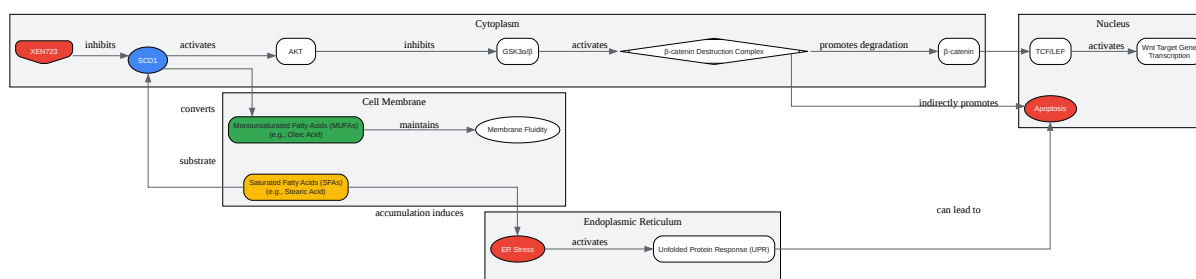 Cytoplasm
Nucleus
XEN723
inhibits
SCD1
activates
AKT
inhibits
GSK3α/β
activates
β-catenin Destruction Complex
promotes degradation
β-catenin
TCF/LEF
activates
Wnt Target Gene
Transcription
converts
Cell Membrane
indirectly promotes
Apoptosis
Monounsaturated Fatty Acids (MUFAs)
(e.g., Oleic Acid)
maintains
Membrane Fluidity
substrate
Saturated Fatty Acids (SFAs)
(e.g., Stearic Acid)
accumulation induces
can lead to
Endoplasmic Reticulum
ER Stress
activates
Unfolded Protein Response (UPR)